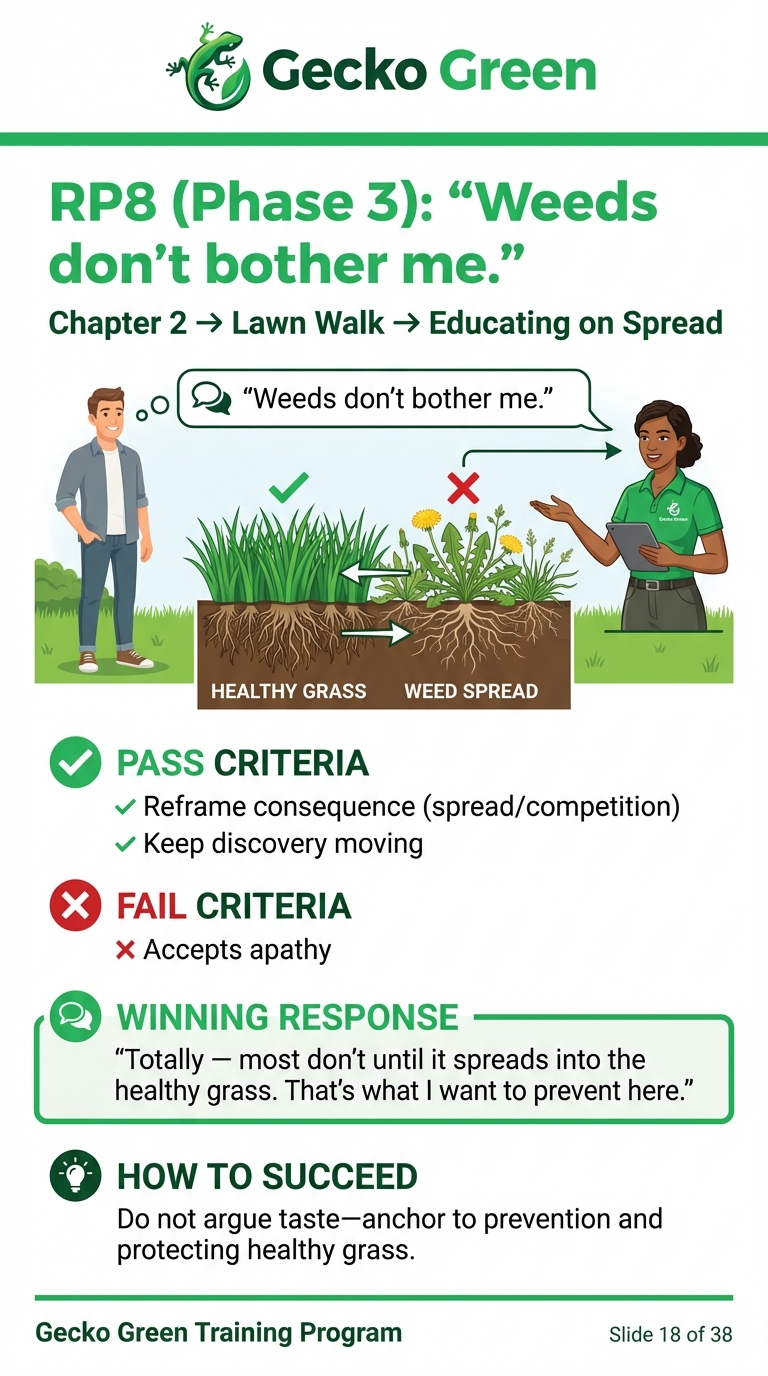 Gecko Green
RP8 (Phase 3): “Weeds
don’t bother me.”
Chapter 2 → Lawn Walk → Educating on Spread
“Weeds don’t bother me.”
Gecko Green
HEALTHY GRASS
WEED SPREAD
PASS CRITERIA
✓ Reframe consequence (spread/competition)
✓ Keep discovery moving
FAIL CRITERIA
✕ Accepts apathy
WINNING RESPONSE
“Totally — most don’t until it spreads into the
healthy grass. That’s what I want to prevent here.”
HOW TO SUCCEED
Do not argue taste—anchor to prevention and
protecting healthy grass.
Gecko Green Training Program
Slide 18 of 38